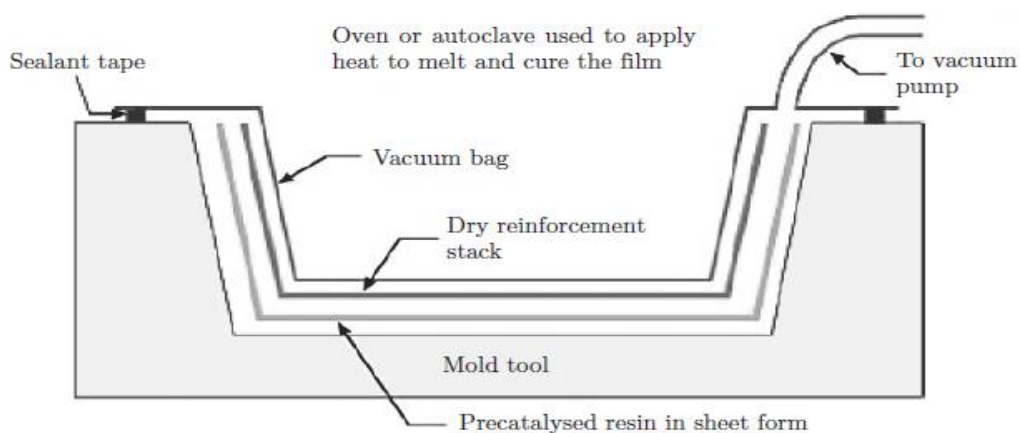 Oven or autoclave used to apply
heat to melt and cure the film
Sealant tape
To vacuum
pump
Vacuum bag
Dry reinforcement
stack
Mold tool
Precatalysed resin in sheet form